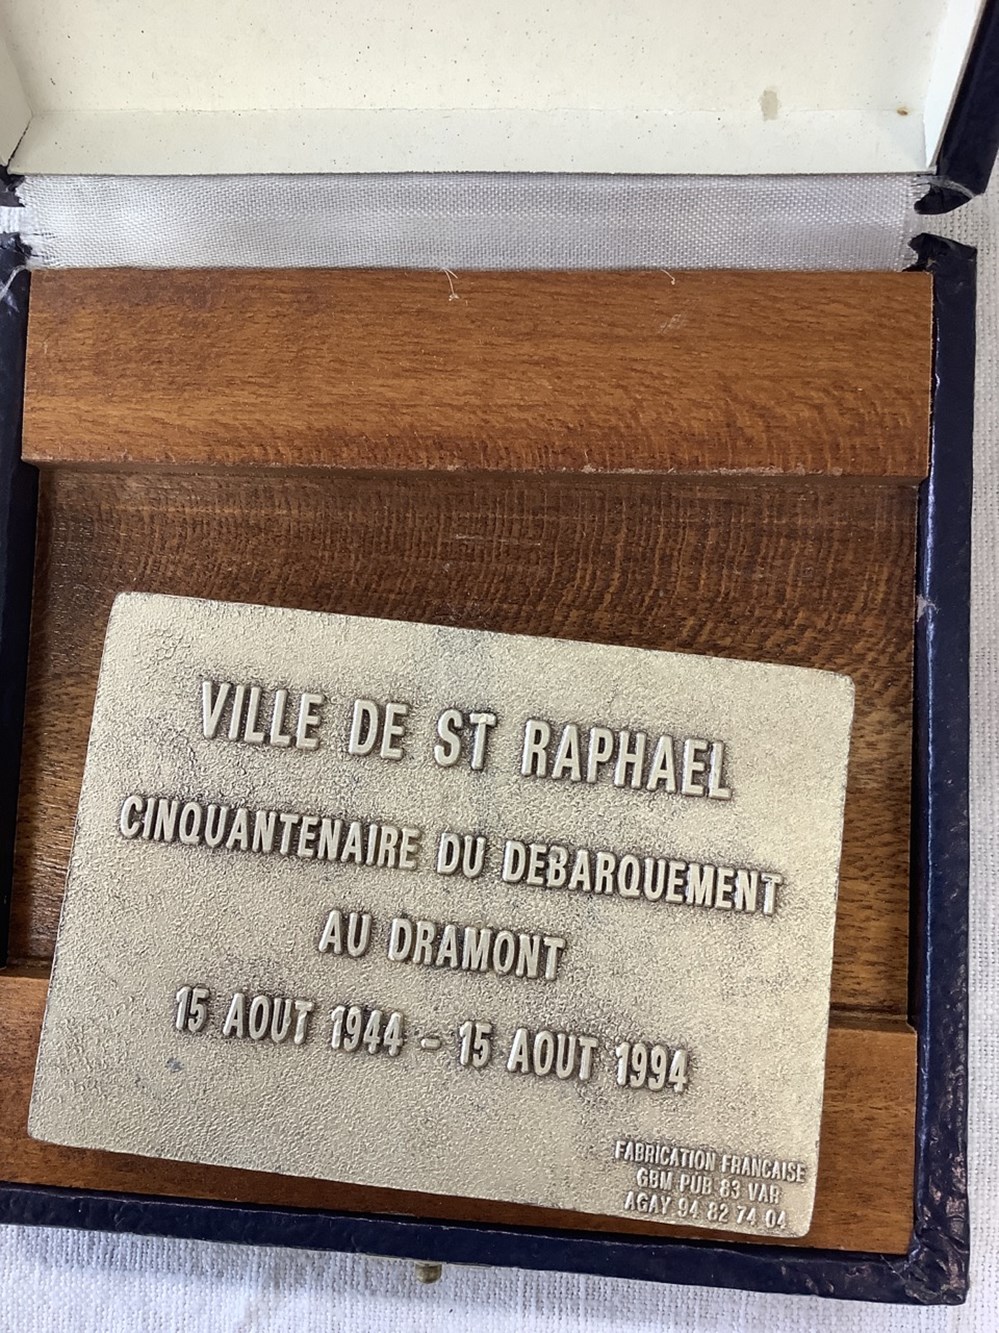 VILLE DE ST RAPHAEL
CINQUANTENAIRE DU DEBARQUEMENT
AU DRAMONT
15 AOUT 1944 - 15 AOUT 1994
FABRICATION FRANCAISE
GBM PUB 83 VAR
AGAY 94 82 74 04